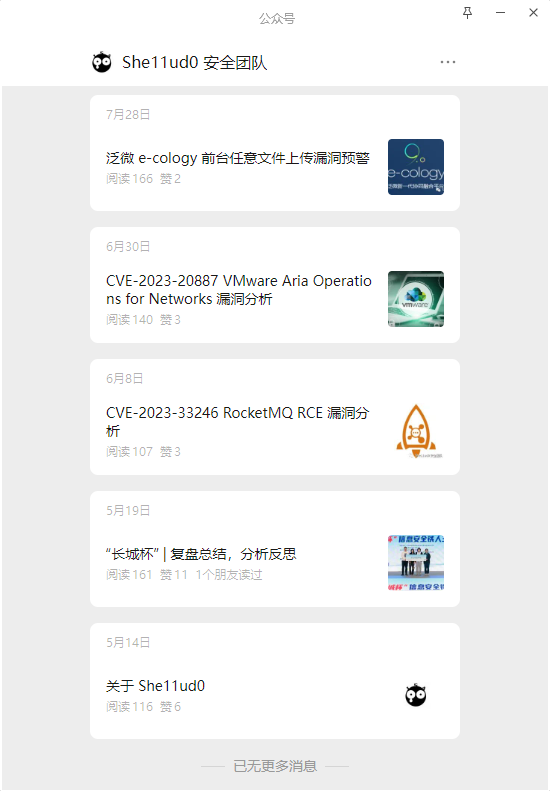 公众号
She11ud0 安全团队
7月28日
泛微 e-cology 前台任意文件上传漏洞预警
阅读 166 赞 2
e-cology
6月30日
CVE-2023-20887 VMware Aria Operatio
ns for Networks 漏洞分析
阅读 140 赞 3
vmware
6月8日
CVE-2023-33246 RocketMQ RCE 漏洞分
析
阅读 107 赞 3
5月19日
“长城杯” | 复盘总结，分析反思
阅读 161 赞 11 1个朋友读过
5月14日
关于 She11ud0
阅读 116 赞 6
已无更多消息